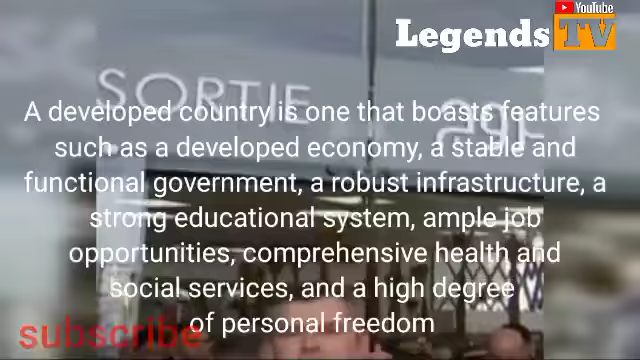 YouTube
Legends TV
SORTIE
A developed country is one that boasts features
such as a developed economy, a stable and
functional government, a robust infrastructure, a
strong educational system, ample job
opportunities, comprehensive health and
social services, and a high degree
of personal freedom
subscribe